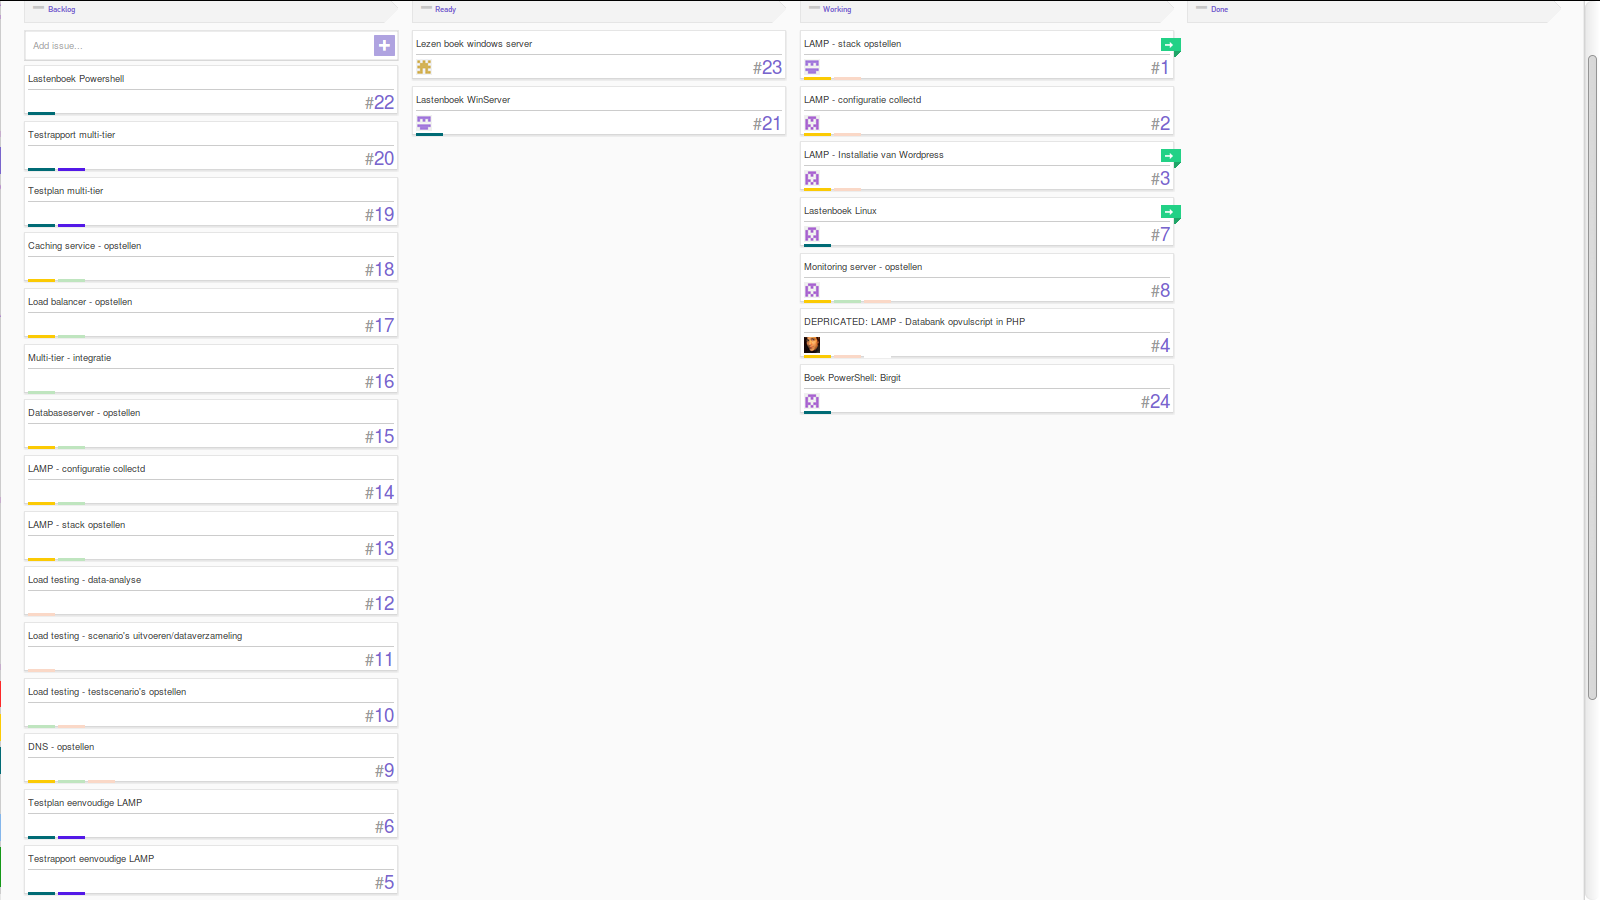 Backlog
Add issue...
Lastenboek Powershell
#22
Testrapport multi-tier
#20
Testplan multi-tier
#19
Caching service - opstellen
#18
Load balancer - opstellen
#17
Multi-tier - integratie
#16
Databaseserver - opstellen
#15
LAMP - configuratie collectd
#14
LAMP - stack opstellen
#13
Load testing - data-analyse
#12
Load testing - scenario's uitvoeren/dataverzameling
#11
Load testing - testscenario's opstellen
#10
DNS - opstellen
#9
Testplan eenvoudige LAMP
#6
Testrapport eenvoudige LAMP
#5
Ready
Lezen boek windows server
#23
Lastenboek WinServer
#21
Working
LAMP - stack opstellen
#1
LAMP - configuratie collectd
#2
LAMP - Installatie van Wordpress
#3
Lastenboek Linux
#7
Monitoring server - opstellen
#8
DEPRICATED: LAMP - Databank opvulscript in PHP
#4
Boek PowerShell: Birgit
#24
Done